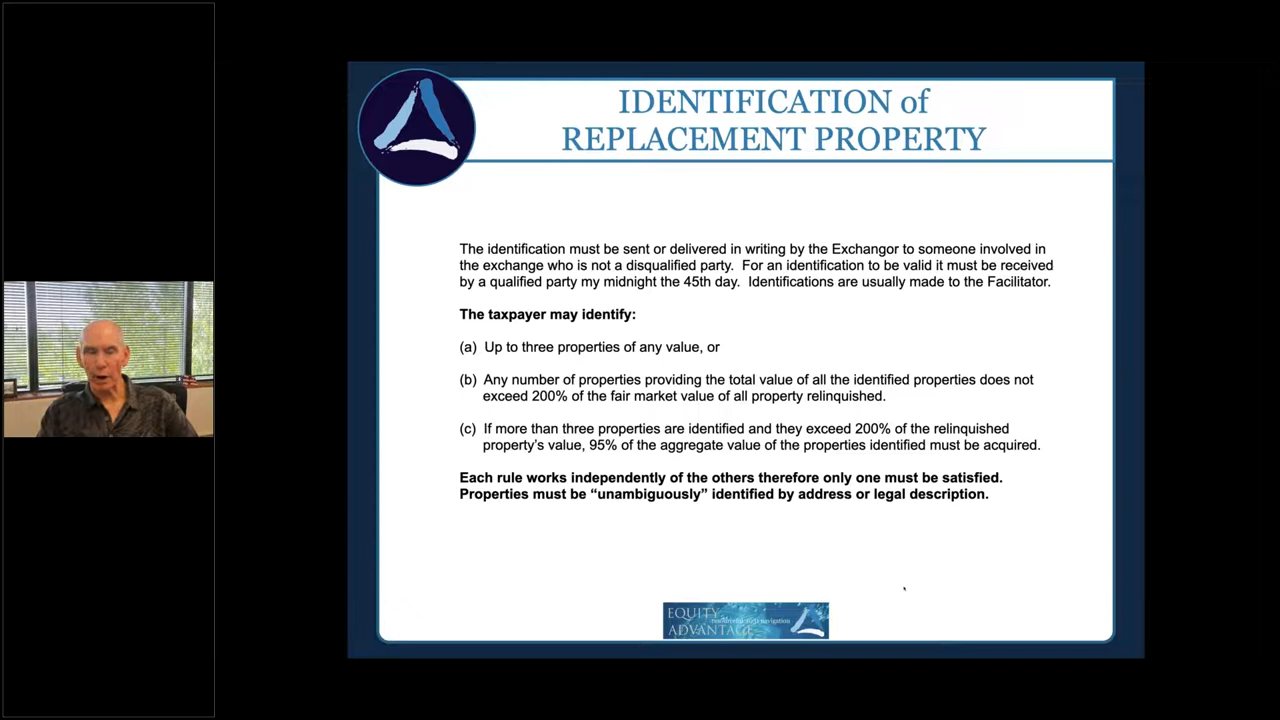 IDENTIFICATION of
REPLACEMENT PROPERTY
The identification must be sent or delivered in writing by the Exchangor to someone involved in
the exchange who is not a disqualified party. For an identification to be valid it must be received
by a qualified party my midnight the 45th day. Identifications are usually made to the Facilitator.
The taxpayer may identify:
(a) Up to three properties of any value, or
(b) Any number of properties providing the total value of all the identified properties does not
exceed 200% of the fair market value of all property relinquished.
(c) If more than three properties are identified and they exceed 200% of the relinquished
property's value, 95% of the aggregate value of the properties identified must be acquired.
Each rule works independently of the others therefore only one must be satisfied.
Properties must be “unambiguously” identified by address or legal description.
EQUITY
ADVANTAGE